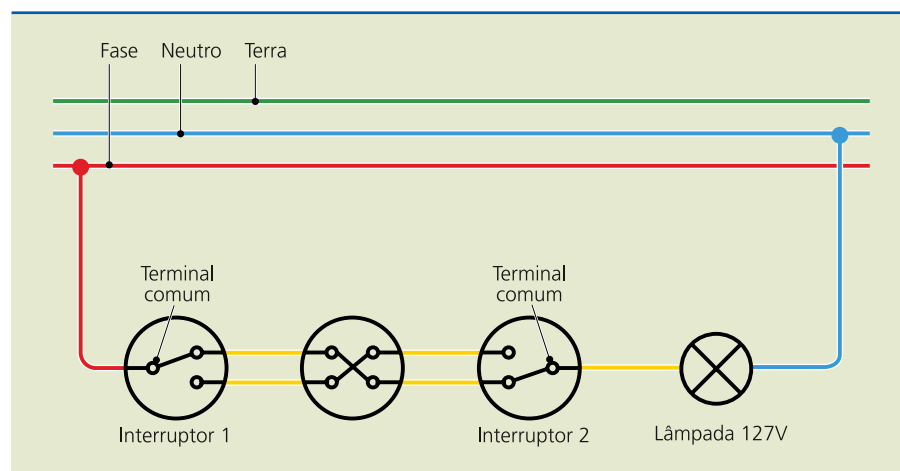 Fase Neutro Terra
Terminal
comum
Terminal
comum
Interruptor 1
Interruptor 2
Lâmpada 127V